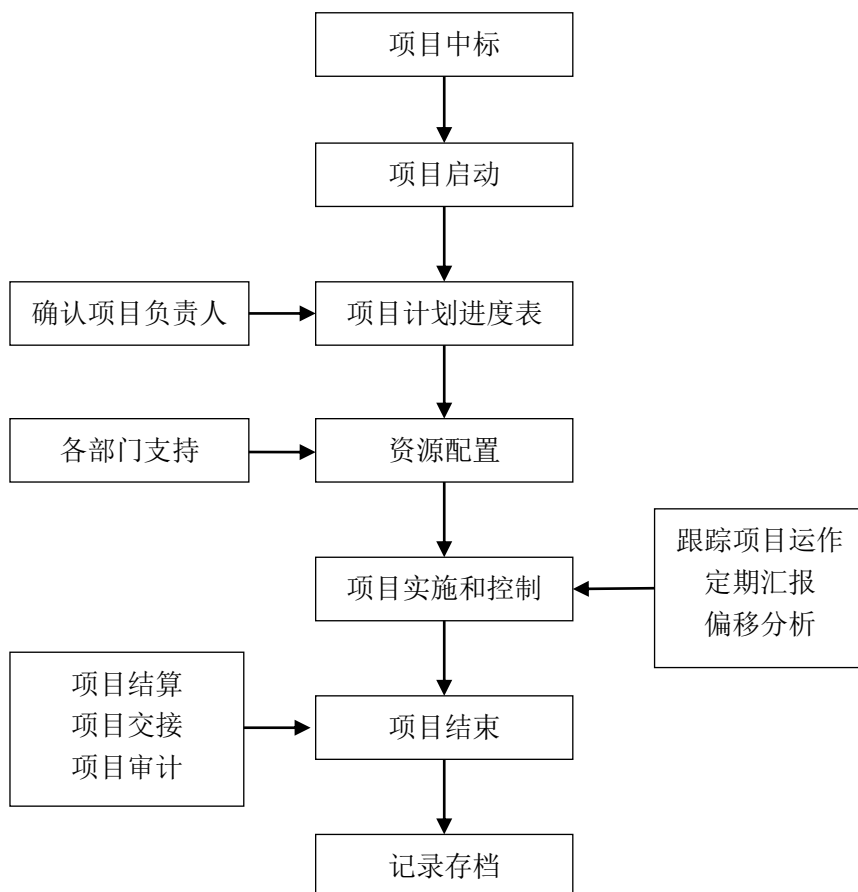 项目中标
项目启动
确认项目负责人
项目计划进度表
各部门支持
资源配置
跟踪项目运作
定期汇报
偏移分析
项目实施和控制
项目结算
项目交接
项目审计
项目结束
记录存档